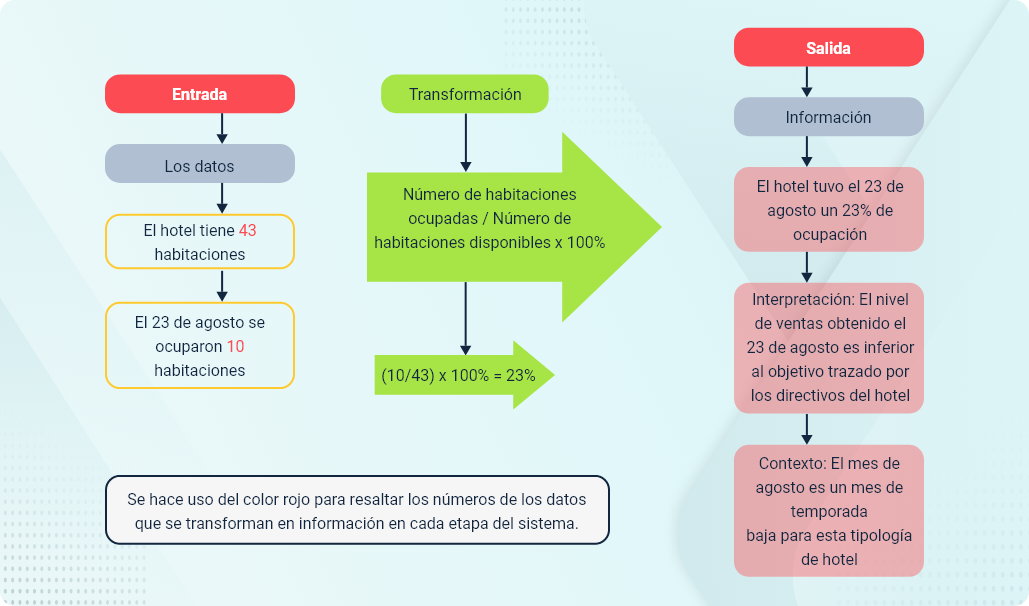 Entrada
Los datos
El hotel tiene 43
habitaciones
El 23 de agosto se
ocuparon 10
habitaciones
Transformación
Número de habitaciones
ocupadas / Número de
habitaciones disponibles x 100%
(10/43) x 100% = 23%
Salida
Información
El hotel tuvo el 23 de
agosto un 23% de
ocupación
Interpretación: El nivel
de ventas obtenido el
23 de agosto es inferior
al objetivo trazado por
los directivos del hotel
Contexto: El mes de
agosto es un mes de
temporada
baja para esta tipología
de hotel
Se hace uso del color rojo para resaltar los números de los datos
que se transforman en información en cada etapa del sistema.